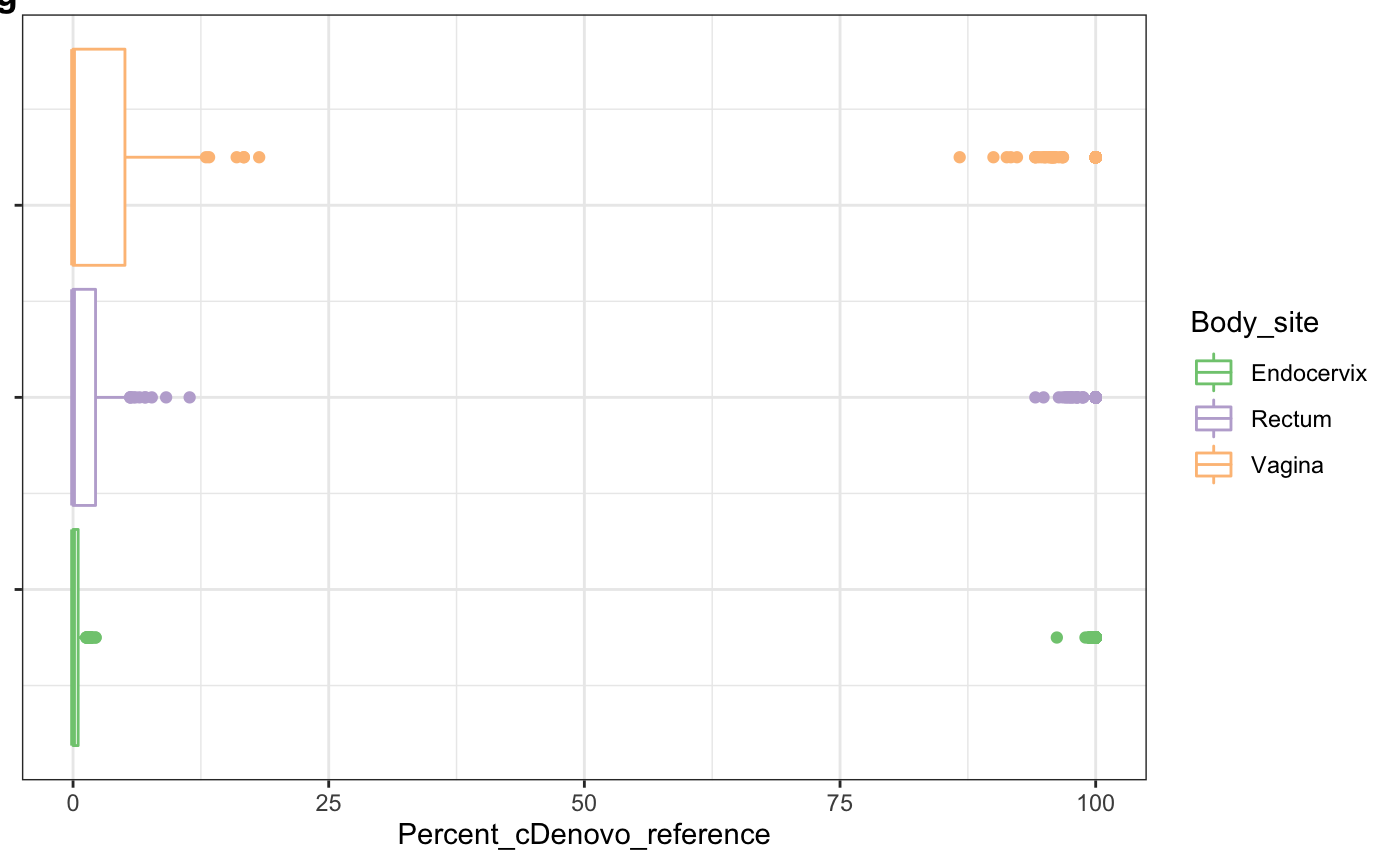 Body_site
Endocervix
Rectum
Vagina
0 25 50 75 100
Percent_cDenovo_reference